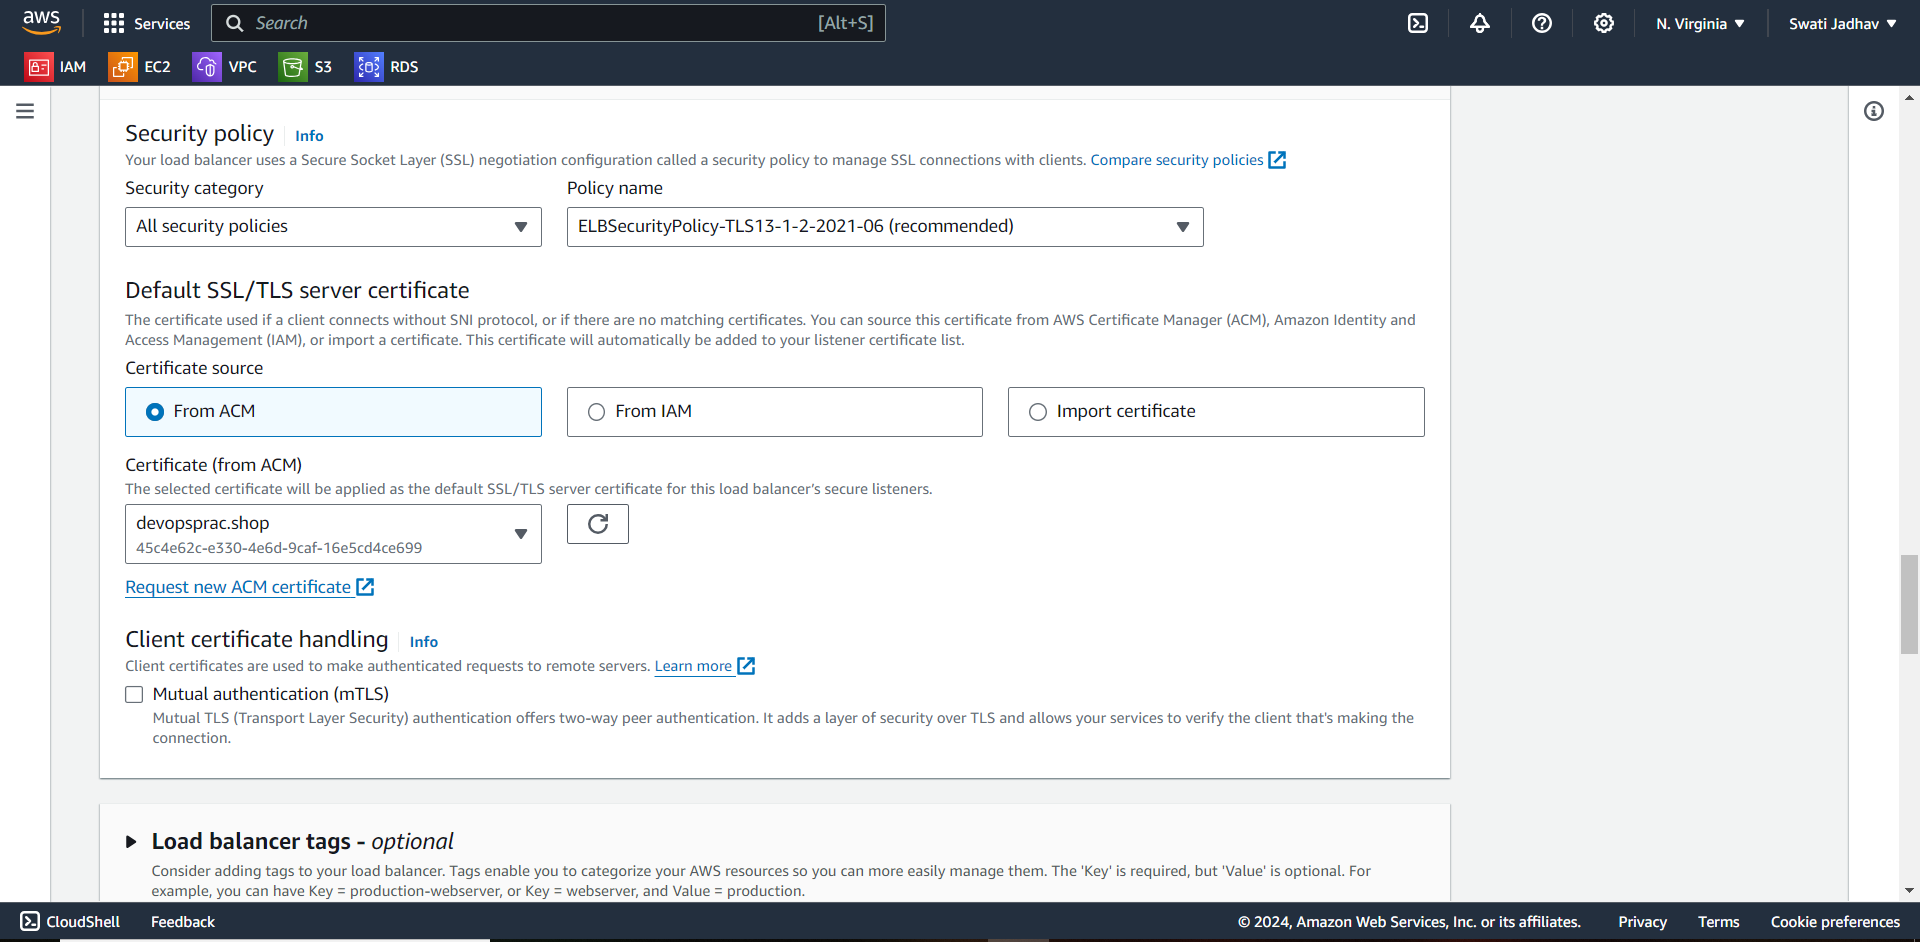 aws
Services
Search
[Alt+S]
N. Virginia
Swati Jadhav
IAM
EC2
VPC
S3
RDS
Security policy
Info
Your load balancer uses a Secure Socket Layer (SSL) negotiation configuration called a security policy to manage SSL connections with clients. Compare security policies
Security category
Policy name
All security policies
ELBSecurityPolicy-TLS13-1-2-2021-06 (recommended)
Default SSL/TLS server certificate
The certificate used if a client connects without SNI protocol, or if there are no matching certificates. You can source this certificate from AWS Certificate Manager (ACM), Amazon Identity and
Access Management (IAM), or import a certificate. This certificate will automatically be added to your listener certificate list.
Certificate source
From ACM
From IAM
Import certificate
Certificate (from ACM)
The selected certificate will be applied as the default SSL/TLS server certificate for this load balancer’s secure listeners.
devopsprac.shop
45c4e62c-e330-4e6d-9caf-16e5cd4ce699
Request new ACM certificate
Client certificate handling
Info
Client certificates are used to make authenticated requests to remote servers. Learn more
Mutual authentication (mTLS)
Mutual TLS (Transport Layer Security) authentication offers two-way peer authentication. It adds a layer of security over TLS and allows your services to verify the client that's making the
connection.
Load balancer tags - optional
Consider adding tags to your load balancer. Tags enable you to categorize your AWS resources so you can more easily manage them. The 'Key' is required, but 'Value' is optional. For
example, you can have Key = production-webserver, or Key = webserver, and Value = production.
CloudShell
Feedback
© 2024, Amazon Web Services, Inc. or its affiliates.
Privacy
Terms
Cookie preferences